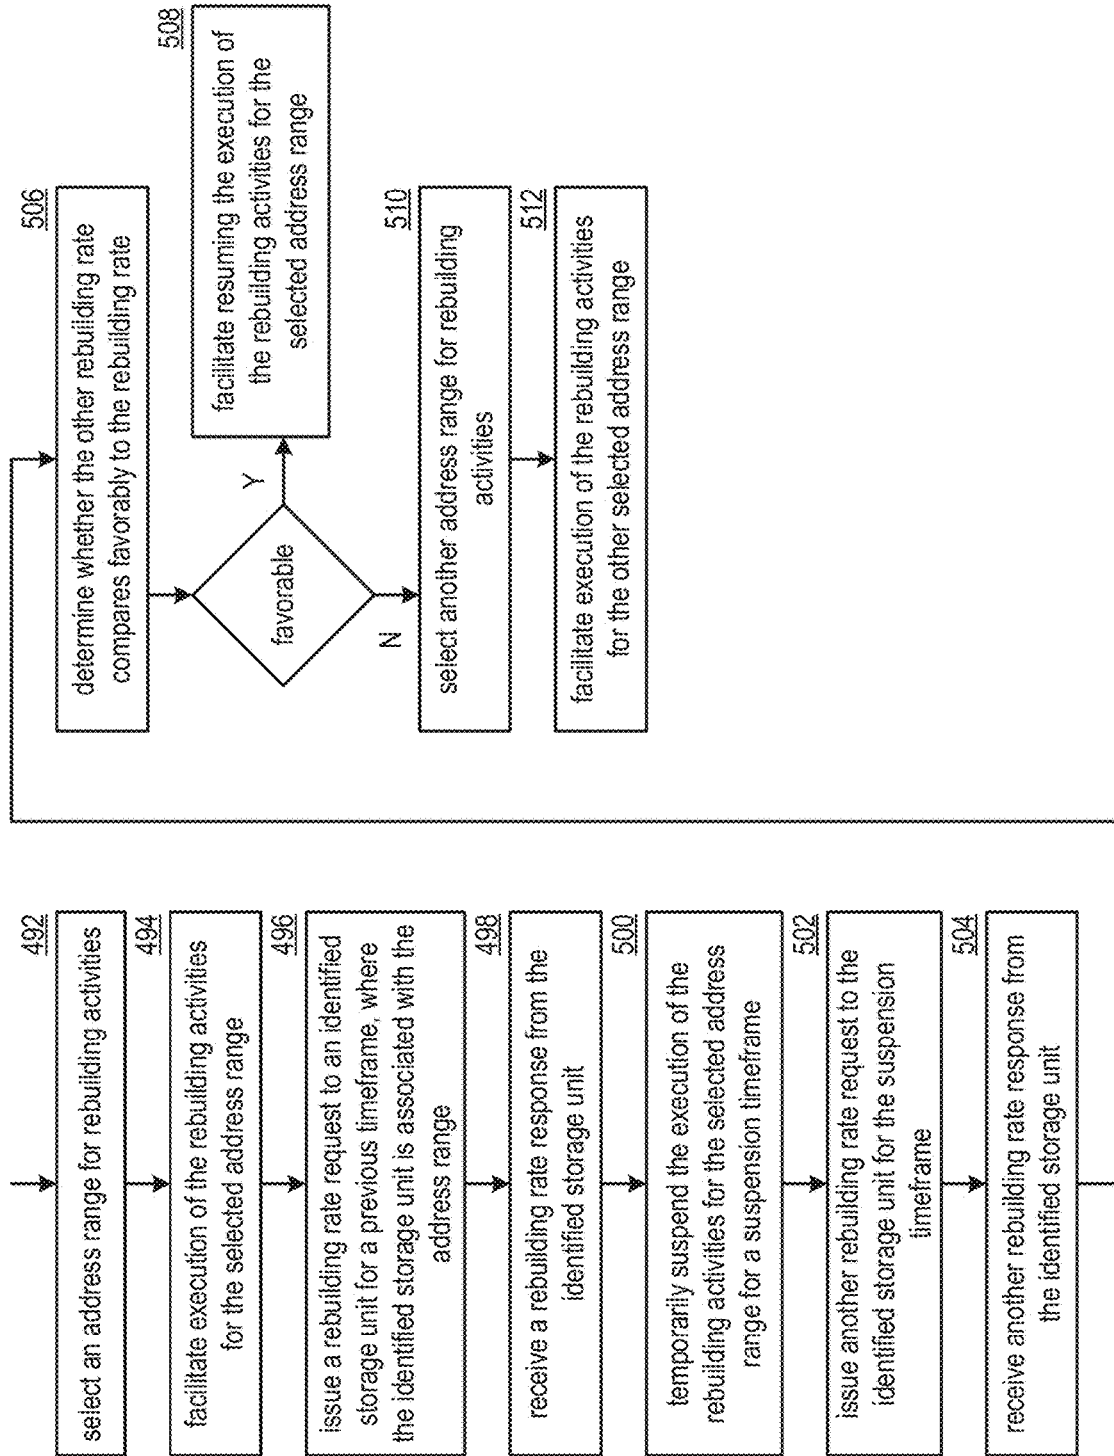 492
select an address range for rebuilding activities
494
facilitate execution of the rebuilding activities
for the selected address range
496
issue a rebuilding rate request to an identified
storage unit for a previous timeframe, where
the identified storage unit is associated with the
address range
498
receive a rebuilding rate response from the
identified storage unit
500
temporarily suspend the execution of the
rebuilding activities for the selected address
range for a suspension timeframe
502
issue another rebuilding rate request to the
identified storage unit for the suspension
timeframe
504
receive another rebuilding rate response from
the identified storage unit
506
determine whether the other rebuilding rate
compares favorably to the rebuilding rate
favorable
Y
N
508
facilitate resuming the execution of
the rebuilding activities for the
selected address range
510
select another address range for rebuilding
activities
512
facilitate execution of the rebuilding activities
for the other selected address range